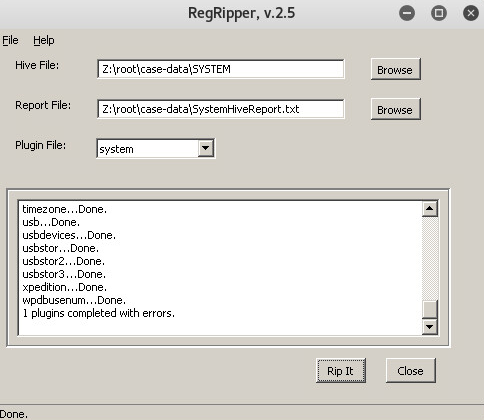 RegRipper, v.2.5
File Help
Hive File: Z:\root\case-data\SYSTEM Browse
Report File: Z:\root\case-data\SystemHiveReport.txt Browse
Plugin File: system
timezone...Done.
usb...Done.
usbdevices...Done.
usbstor...Done.
usbstor2...Done.
usbstor3...Done.
xpedition...Done.
wpdbusenum...Done.
1 plugins completed with errors.
Rip It Close
Done.